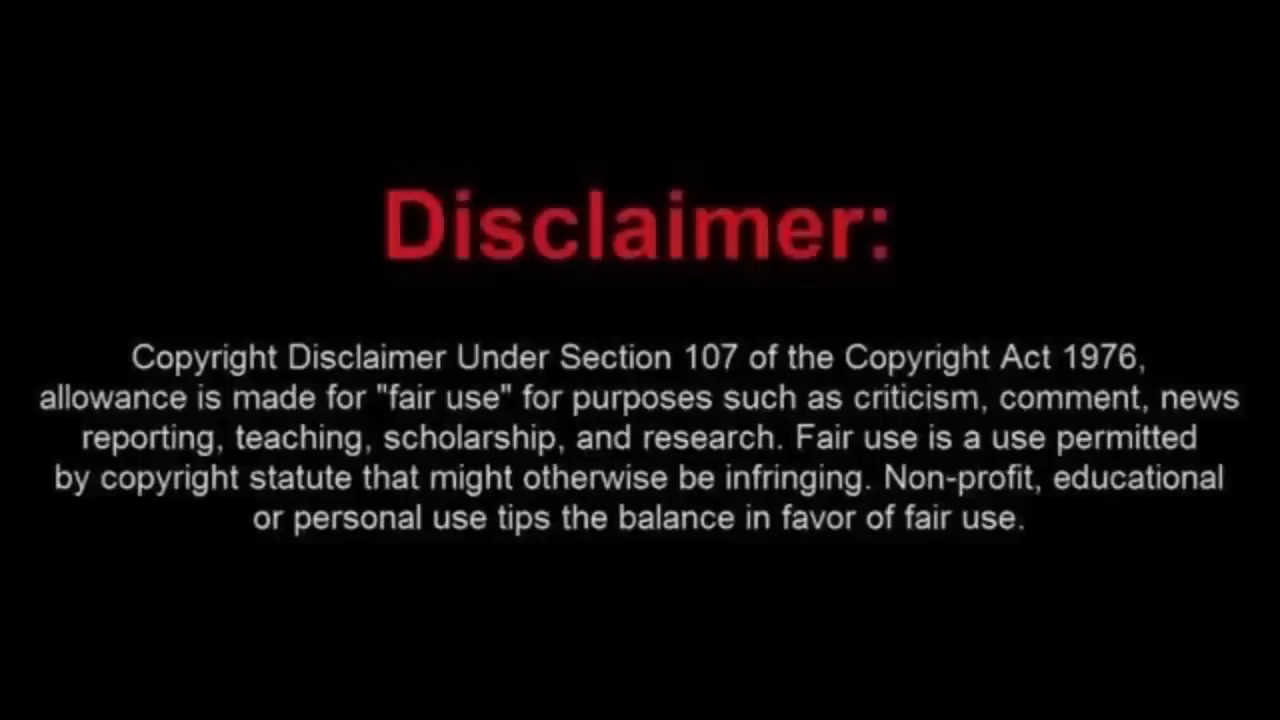 Disclaimer:
Copyright Disclaimer Under Section 107 of the Copyright Act 1976,
allowance is made for "fair use" for purposes such as criticism, comment, news
reporting, teaching, scholarship, and research. Fair use is a use permitted
by copyright statute that might otherwise be infringing. Non-profit, educational
or personal use tips the balance in favor of fair use.